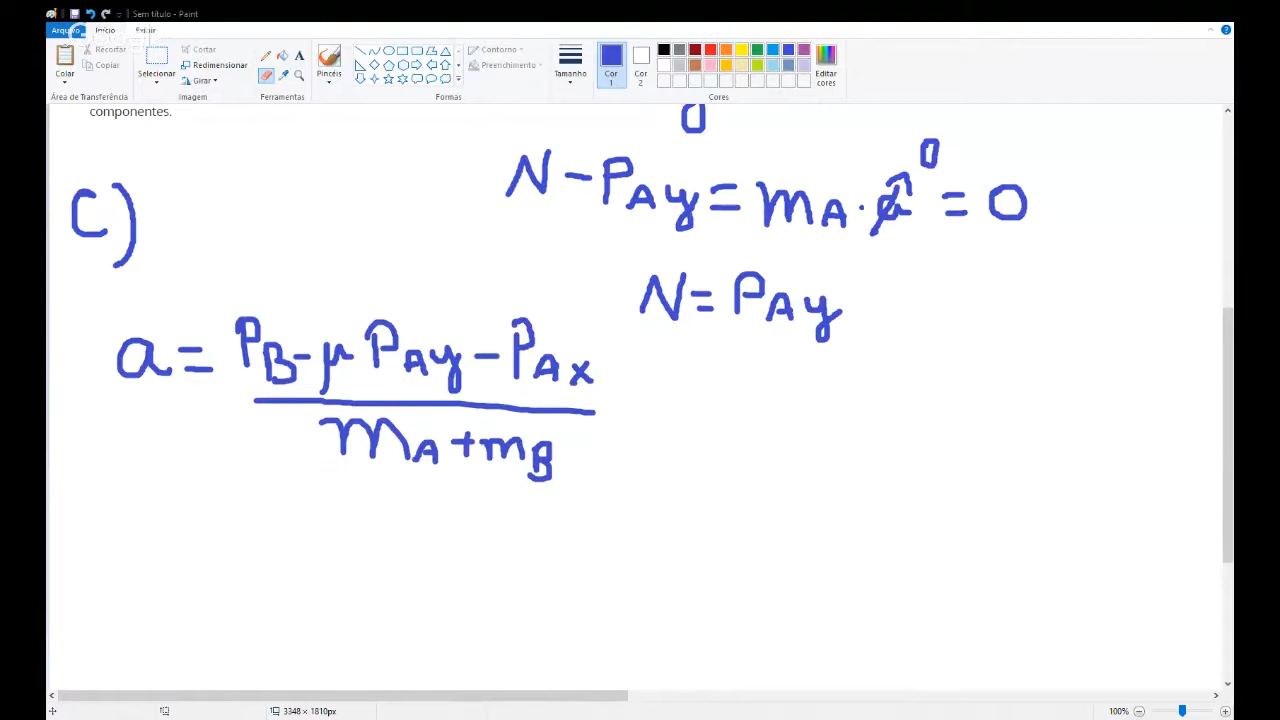 Sem título - Paint
Arquivo Início Exibir
Colar
Recortar
Copiar
Área de Transferência
Selecionar
Cortar
Redimensionar
Girar
Imagem
A
Ferramentas
Pincéis
Contorno
Preenchimento
Formas
Tamanho
Cor 1
Cor 2
Editar cores
Cores
componentes.
0
N - PAy = mA · a = 0
0
C)
N = PAy
a = PB - μ PAy - PAx
mA + mB
3348 × 1810px
100%